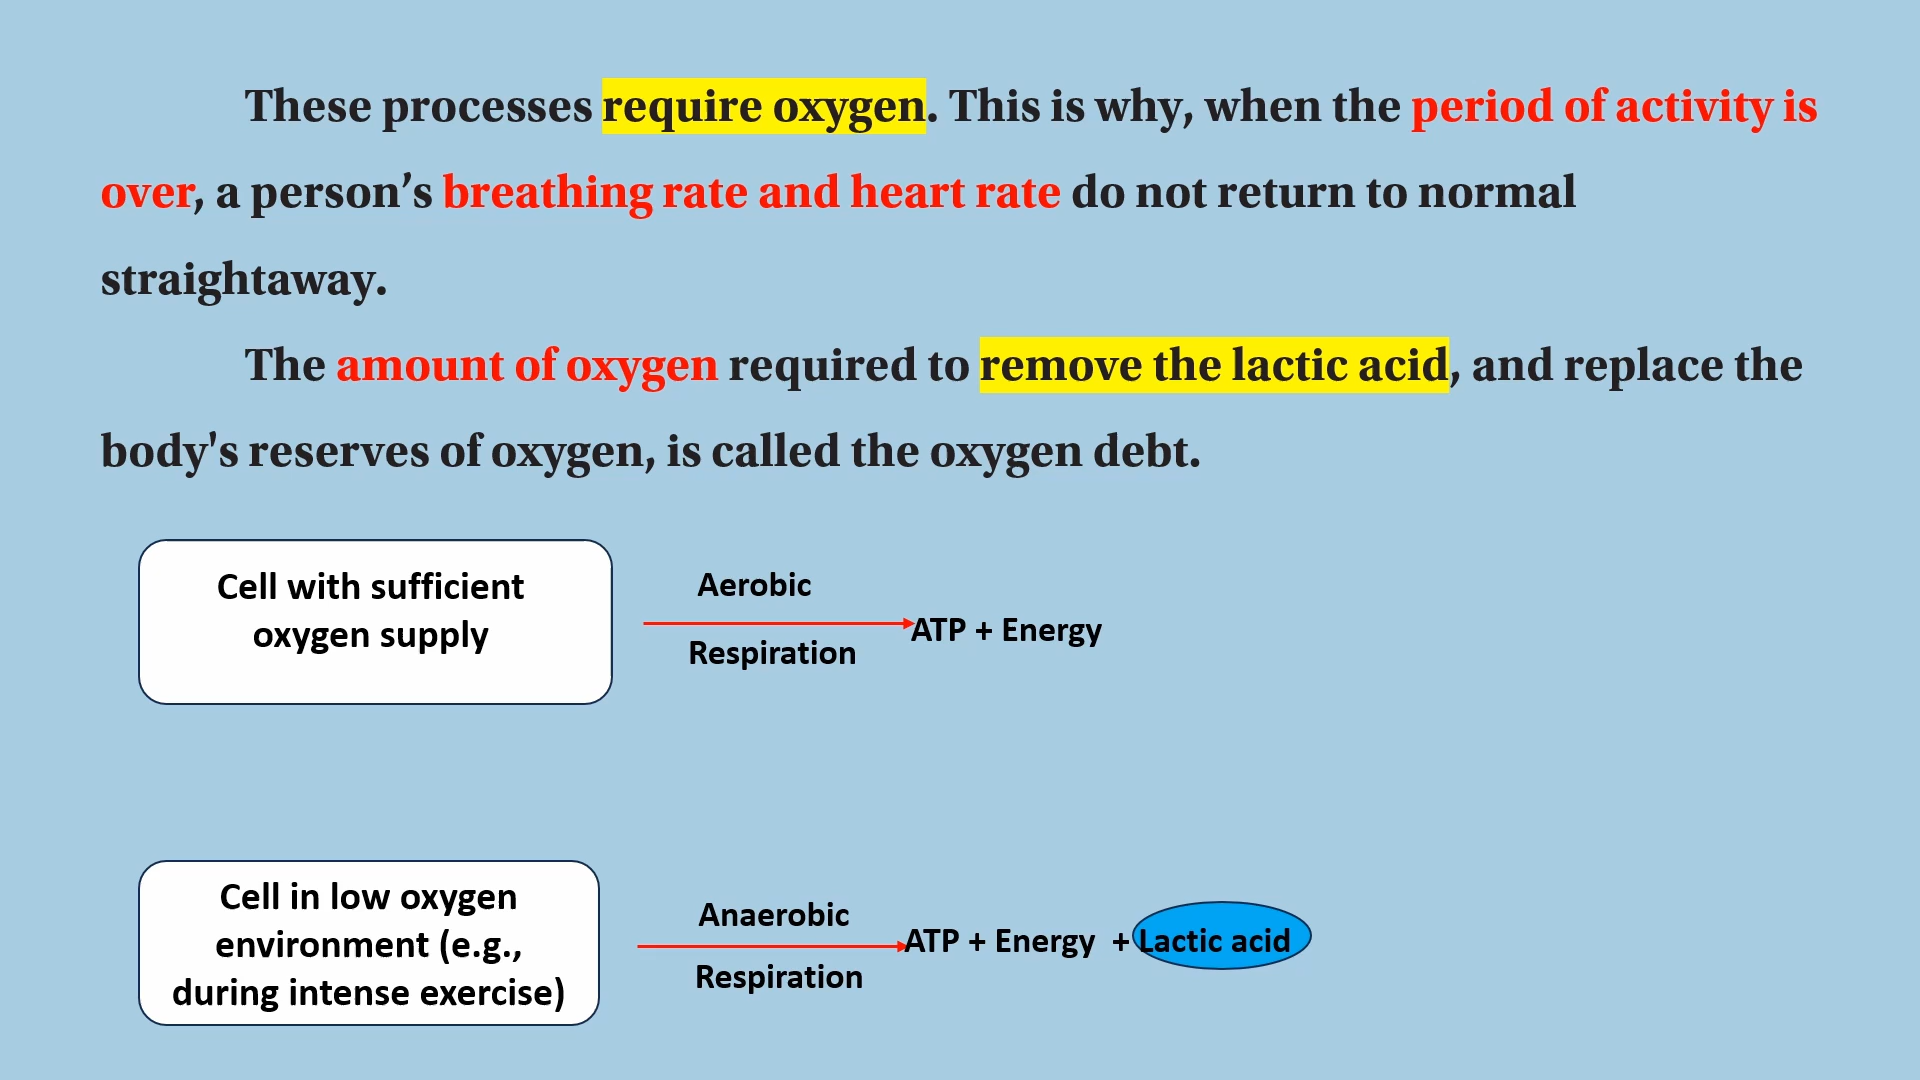 These processes require oxygen. This is why, when the period of activity is
over, a person’s breathing rate and heart rate do not return to normal
straightaway.
The amount of oxygen required to remove the lactic acid, and replace the
body's reserves of oxygen, is called the oxygen debt.
Cell with sufficient
oxygen supply
Aerobic
Respiration
ATP + Energy
Cell in low oxygen
environment (e.g.,
during intense exercise)
Anaerobic
Respiration
ATP + Energy + Lactic acid